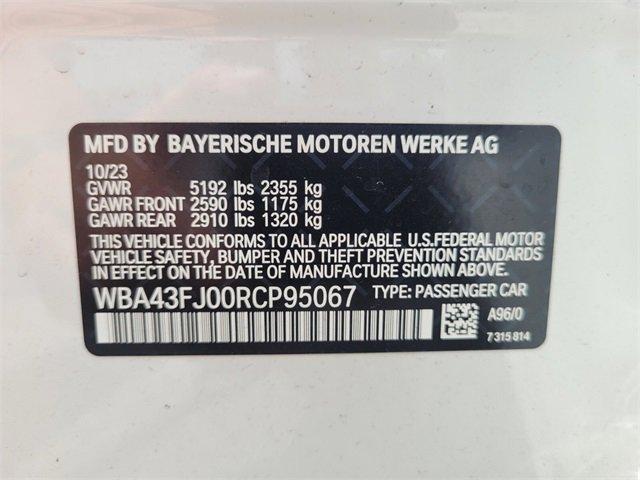 MFD BY BAYERISCHE MOTOREN WERKE AG
10/23
GVWR 5192 lbs 2355 kg
GAWR FRONT 2590 lbs 1175 kg
GAWR REAR 2910 lbs 1320 kg
THIS VEHICLE CONFORMS TO ALL APPLICABLE U.S.FEDERAL MOTOR
VEHICLE SAFETY, BUMPER AND THEFT PREVENTION STANDARDS
IN EFFECT ON THE DATE OF MANUFACTURE SHOWN ABOVE.
WBA43FJ00RCP95067 TYPE: PASSENGER CAR
A96/0
7 315 814